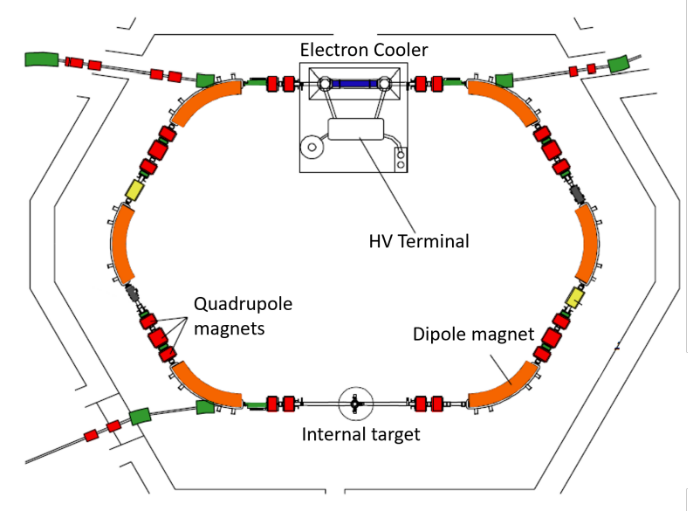 Electron Cooler
HV Terminal
Quadrupole
magnets
Dipole magnet
Internal target